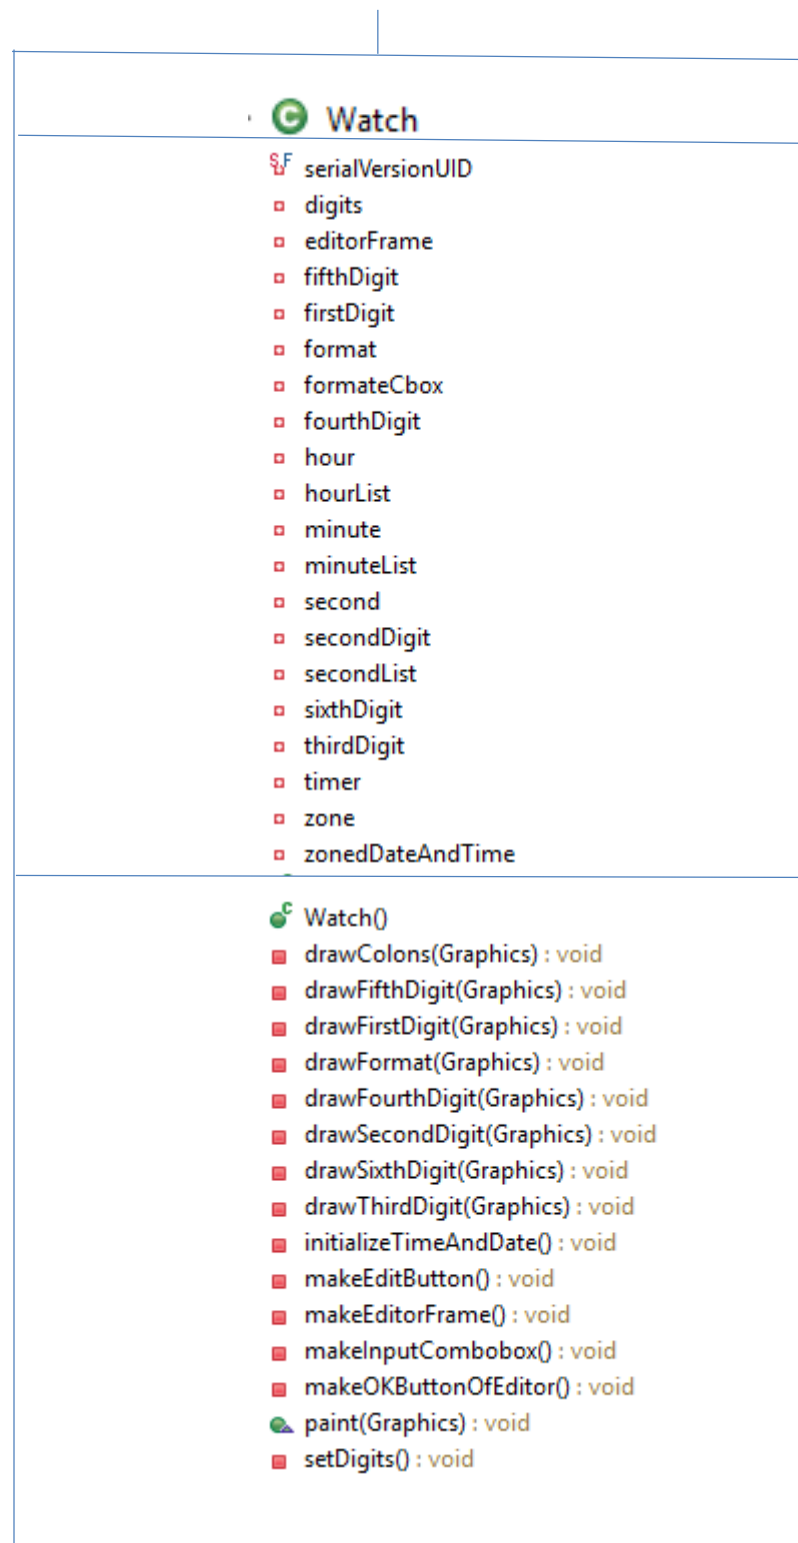 C Watch
S F serialVersionUID
digits
editorFrame
fifthDigit
firstDigit
format
formateCbox
fourthDigit
hour
hourList
minute
minuteList
second
secondDigit
secondList
sixthDigit
thirdDigit
timer
zone
zonedDateAndTime
C Watch()
drawColons(Graphics) : void
drawFifthDigit(Graphics) : void
drawFirstDigit(Graphics) : void
drawFormat(Graphics) : void
drawFourthDigit(Graphics) : void
drawSecondDigit(Graphics) : void
drawSixthDigit(Graphics) : void
drawThirdDigit(Graphics) : void
initializeTimeAndDate() : void
makeEditButton() : void
makeEditorFrame() : void
makeInputCombobox() : void
makeOKButtonOfEditor() : void
paint(Graphics) : void
setDigits() : void